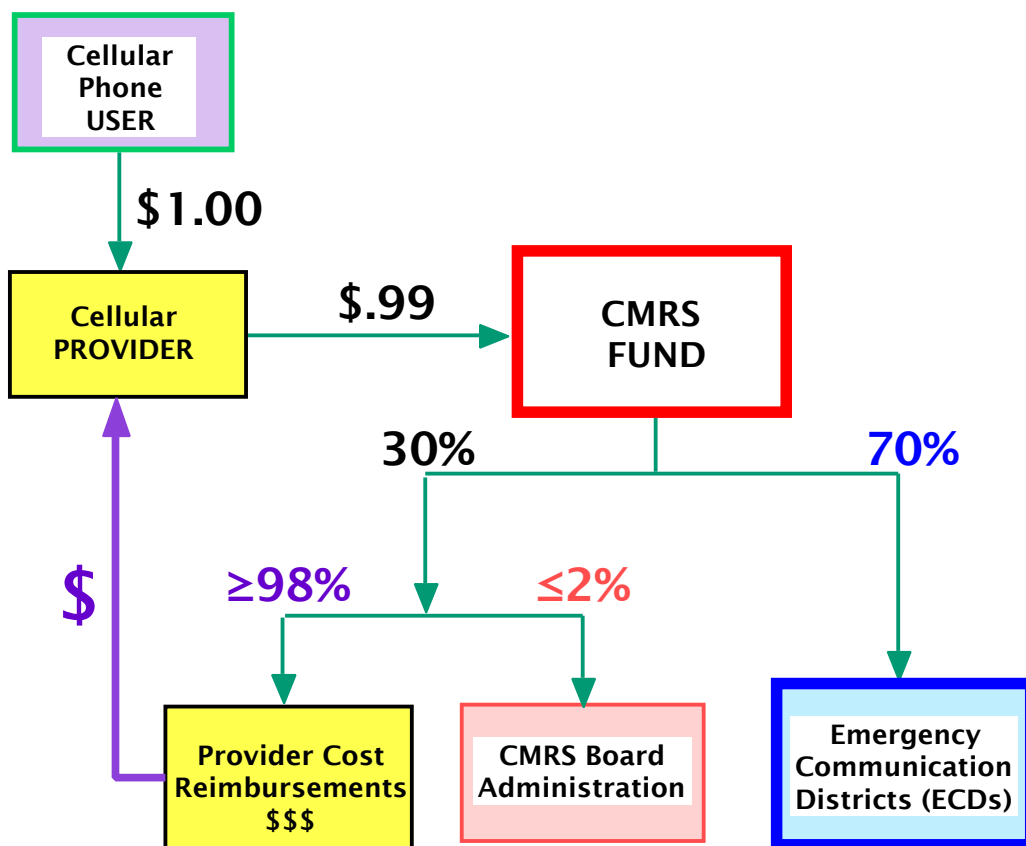 Cellular
Phone
USER
$1.00
Cellular
PROVIDER
$.99
CMRS
FUND
30%
70%
$
≥98%
≤2%
Provider Cost
Reimbursements
$$$
CMRS Board
Administration
Emergency
Communication
Districts (ECDs)